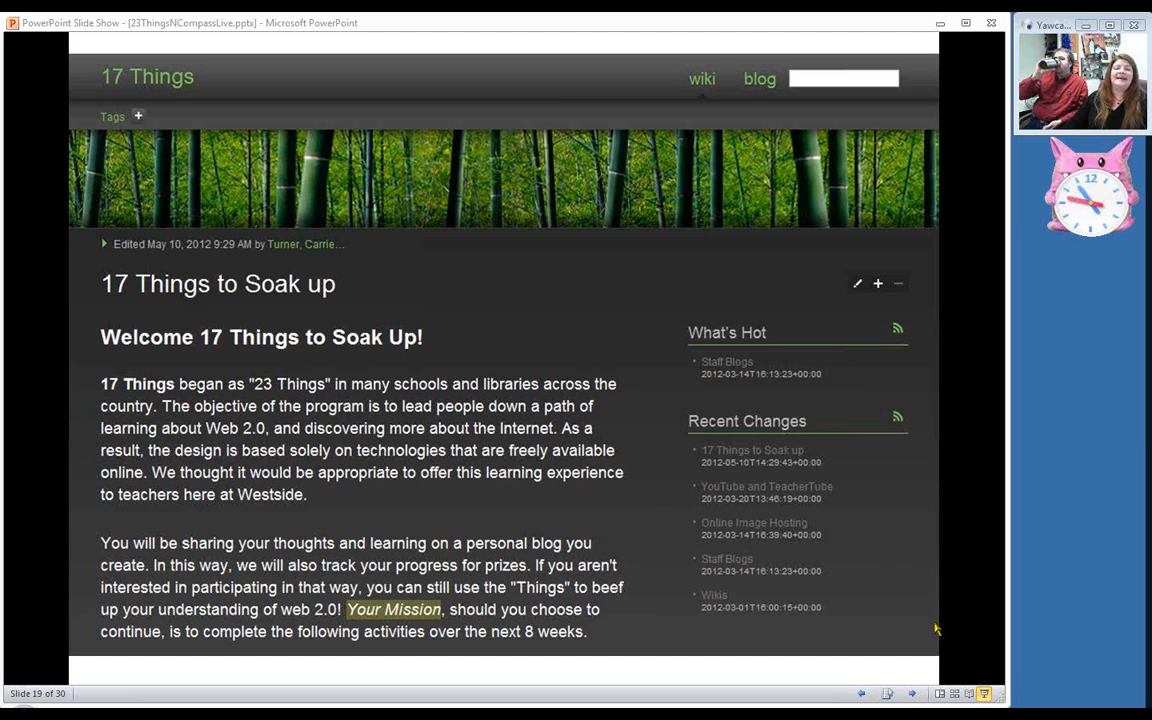 PowerPoint Slide Show - [23ThingsNCompassLive.pptx] - Microsoft PowerPoint
Yawca...
17 Things
wiki blog
Tags +
Edited May 10, 2012 9:29 AM by Turner, Carrie...
17 Things to Soak up
Welcome 17 Things to Soak Up!
17 Things began as "23 Things" in many schools and libraries across the
country. The objective of the program is to lead people down a path of
learning about Web 2.0, and discovering more about the Internet. As a
result, the design is based solely on technologies that are freely available
online. We thought it would be appropriate to offer this learning experience
to teachers here at Westside.
You will be sharing your thoughts and learning on a personal blog you
create. In this way, we will also track your progress for prizes. If you aren't
interested in participating in that way, you can still use the "Things" to beef
up your understanding of web 2.0! Your Mission, should you choose to
continue, is to complete the following activities over the next 8 weeks.
What's Hot
Staff Blogs
2012-03-14T16:13:23+00:00
Recent Changes
17 Things to Soak up
2012-05-10T14:29:43+00:00
YouTube and TeacherTube
2012-03-20T13:46:19+00:00
Online Image Hosting
2012-03-14T16:39:40+00:00
Staff Blogs
2012-03-14T16:13:23+00:00
Wikis
2012-03-01T16:00:15+00:00
12
Slide 19 of 30